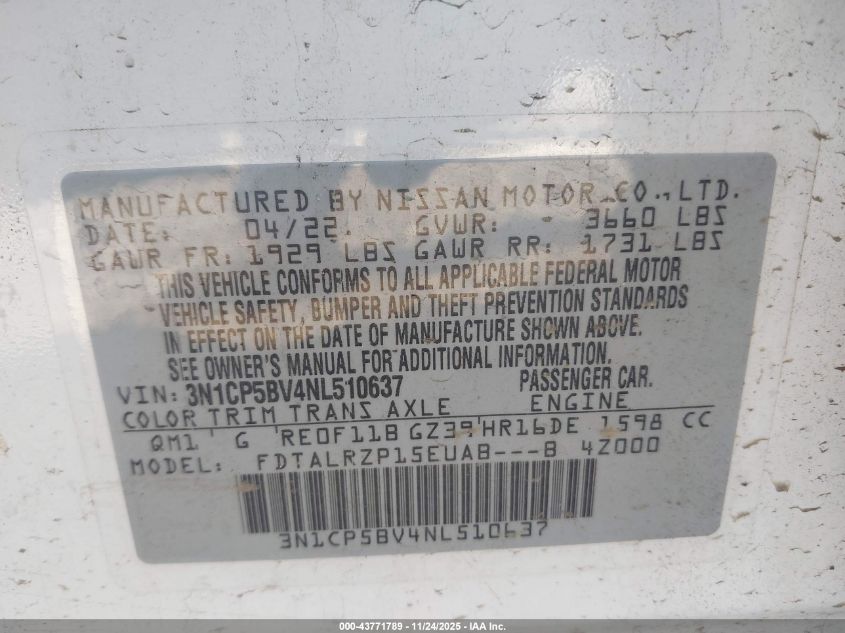 MANUFACTURED BY NISSAN MOTOR CO., LTD.
DATE: 04/22 GVWR: 3660 LBS
GAWR FR: 1929 LBS GAWR RR: 1731 LBS
THIS VEHICLE CONFORMS TO ALL APPLICABLE FEDERAL MOTOR
VEHICLE SAFETY, BUMPER AND THEFT PREVENTION STANDARDS
IN EFFECT ON THE DATE OF MANUFACTURE SHOWN ABOVE.
SEE OWNER'S MANUAL FOR ADDITIONAL INFORMATION.
VIN: 3N1CP5BV4NL510637 PASSENGER CAR.
COLOR TRIM TRANS AXLE ENGINE
QM1 G RE0F11B GZ39 HR16DE 1598 CC
MODEL: FDTALRZP15EUAB---B 4Z000
3N1CP5BV4NL510637
000-43771789 - 11/24/2025 - IAA Inc.